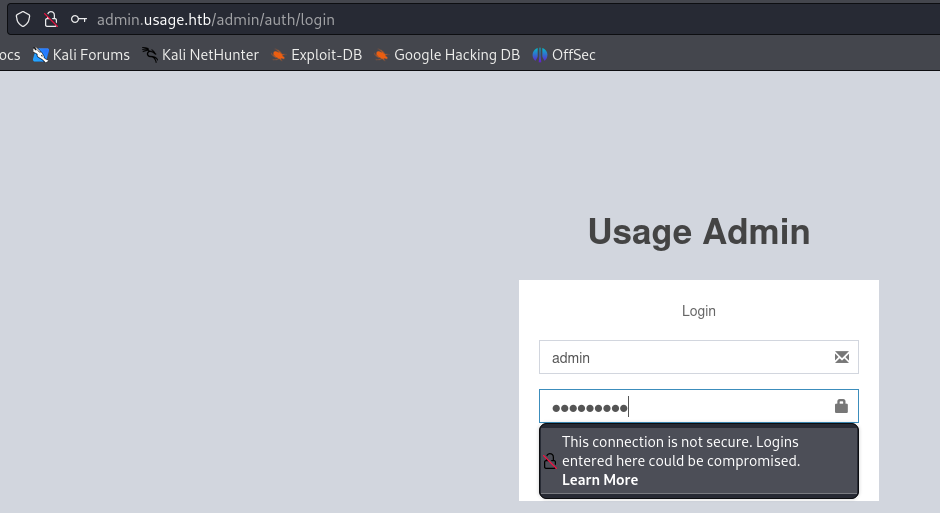 admin.usage.htb/admin/auth/login
ocs Kali Forums Kali NetHunter Exploit-DB Google Hacking DB OffSec
Usage Admin
Login
admin
●●●●●●●●●
This connection is not secure. Logins
entered here could be compromised.
Learn More